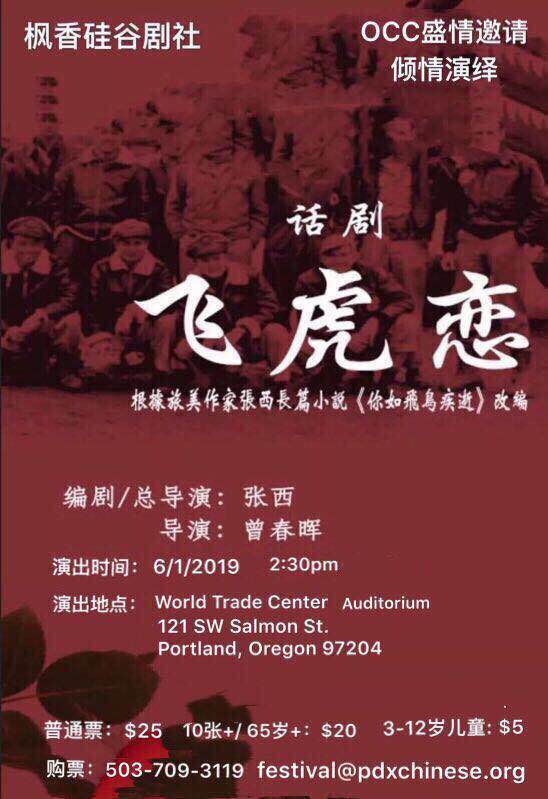 枫香硅谷剧社
OCC盛情邀请
倾情演绎
话剧
飞虎恋
根據旅美作家張西長篇小説《你如飛鳥疾逝》改编
编剧/总导演：张西
导演：曾春晖
演出时间：6/1/2019 2:30pm
演出地点：World Trade Center Auditorium
121 SW Salmon St.
Portland, Oregon 97204
普通票：$25 10张+/ 65岁+：$20 3-12岁儿童：$5
购票：503-709-3119 festival@pdxchinese.org